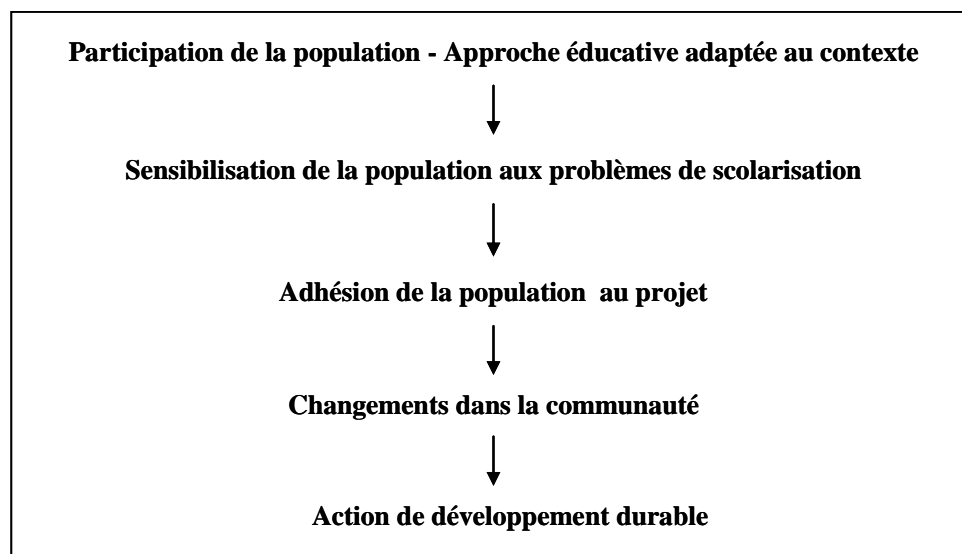 Participation de la population - Approche éducative adaptée au contexte
Sensibilisation de la population aux problèmes de scolarisation
Adhésion de la population au projet
Changements dans la communauté
Action de développement durable